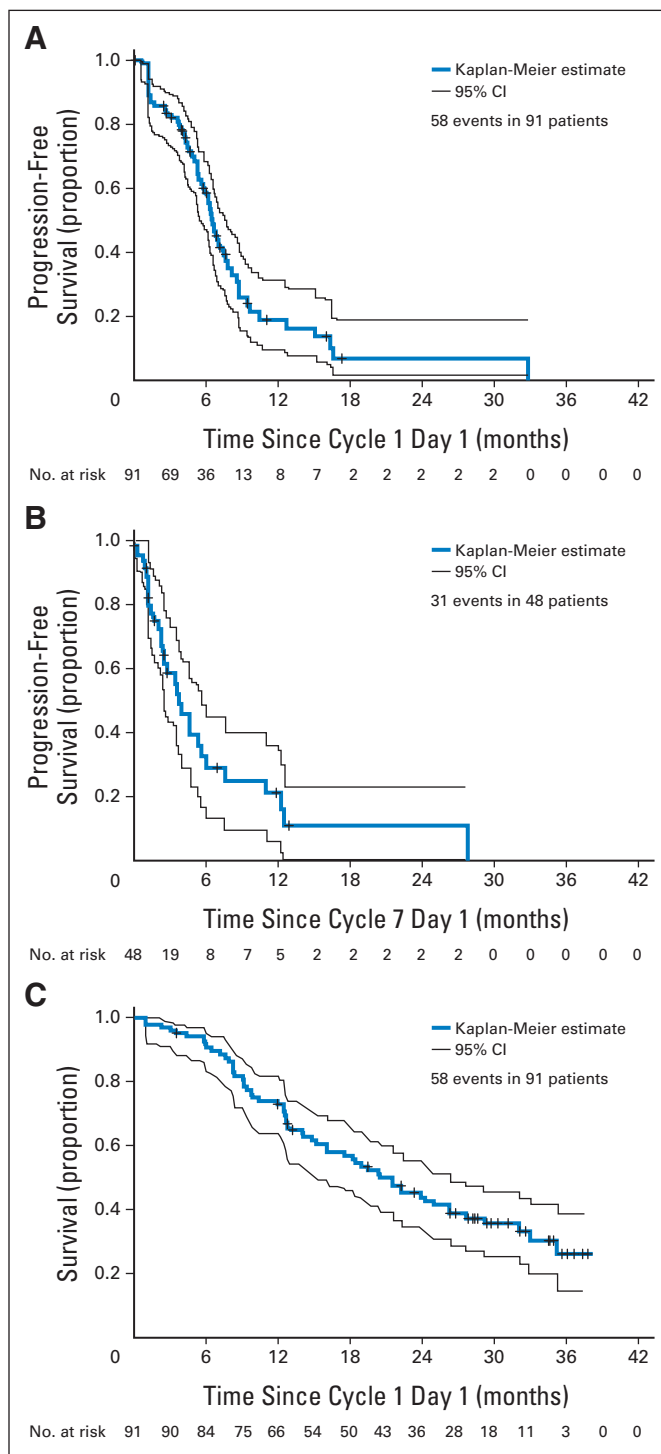 A
1.0
0.8
0.6
0.4
0.2
Progression-Free
Survival (proportion)
Kaplan-Meier estimate
95% CI
58 events in 91 patients
0 6 12 18 24 30 36 42
Time Since Cycle 1 Day 1 (months)
No. at risk 91 69 36 13 8 7 2 2 2 2 0 0 0 0
B
1.0
0.8
0.6
0.4
0.2
Progression-Free
Survival (proportion)
Kaplan-Meier estimate
95% CI
31 events in 48 patients
0 6 12 18 24 30 36 42
Time Since Cycle 7 Day 1 (months)
No. at risk 48 19 8 7 5 2 2 2 2 2 0 0 0 0 0
C
1.0
0.8
0.6
0.4
0.2
Survival (proportion)
Kaplan-Meier estimate
95% CI
58 events in 91 patients
0 6 12 18 24 30 36 42
Time Since Cycle 1 Day 1 (months)
No. at risk 91 90 84 75 66 54 50 43 36 28 18 11 3 0 0